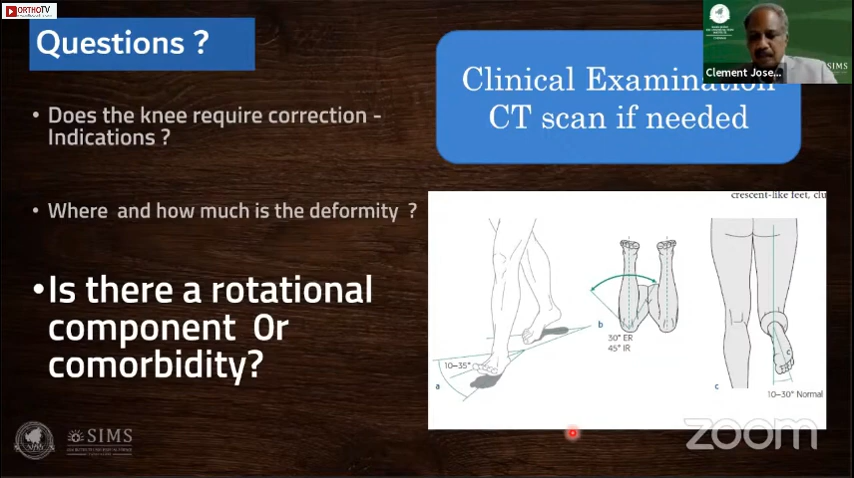 ORTHOTV
Questions ?
• Does the knee require correction -
Indications ?
• Where and how much is the deformity ?
•Is there a rotational
component Or
comorbidity?
Clinical Examination
CT scan if needed
Clement Jose...
SIMS
crescent-like feet, clu
10–35°
a
b
30° ER
45° IR
c
10–30° Normal
SIMS
zoom